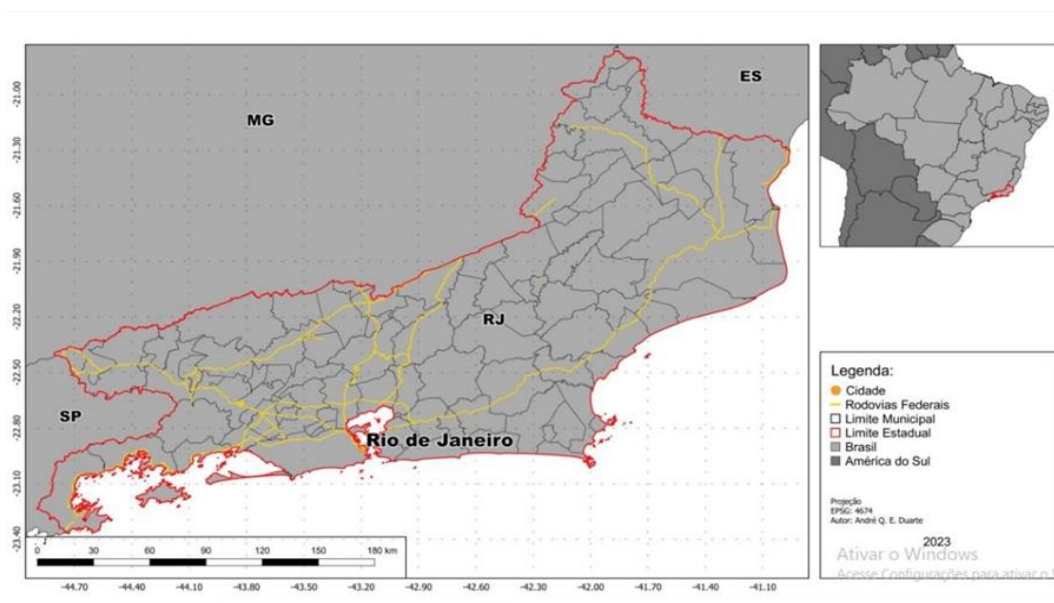 MG
ES
RJ
SP
Rio de Janeiro
-21.00
-21.30
-21.60
-21.90
-22.20
-22.50
-22.80
-23.10
-23.40
0 30 60 90 120 150 180 km
-44.70 -44.40 -44.10 -43.80 -43.50 -43.20 -42.90 -42.60 -42.30 -42.00 -41.70 -41.40 -41.10
Legenda:
Cidade
Rodovias Federais
Limite Municipal
Limite Estadual
Brasil
América do Sul
Projeção
EPSG: 4674
Autor: André Q. E. Duarte
2023
Ativar o Windows
Acesse Configurações para ativar o